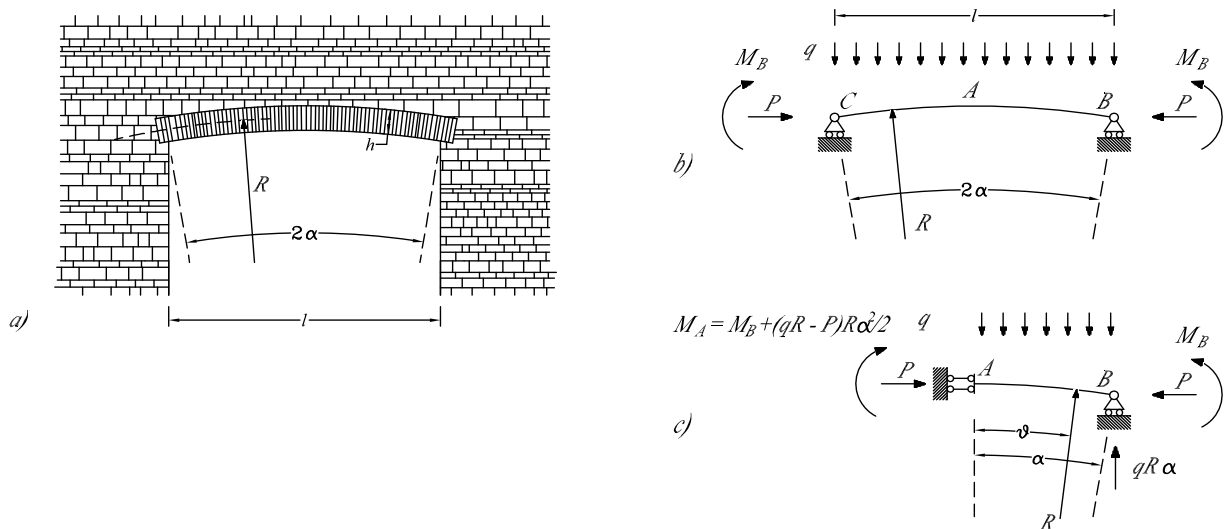 a)
h
R
2α
l
b)
l
q
M_B
P
C
A
B
P
M_B
2α
R
c)
M_A = M_B + (qR - P)Rα²/2
q
M_B
P
A
B
P
ϑ
α
qRα
R